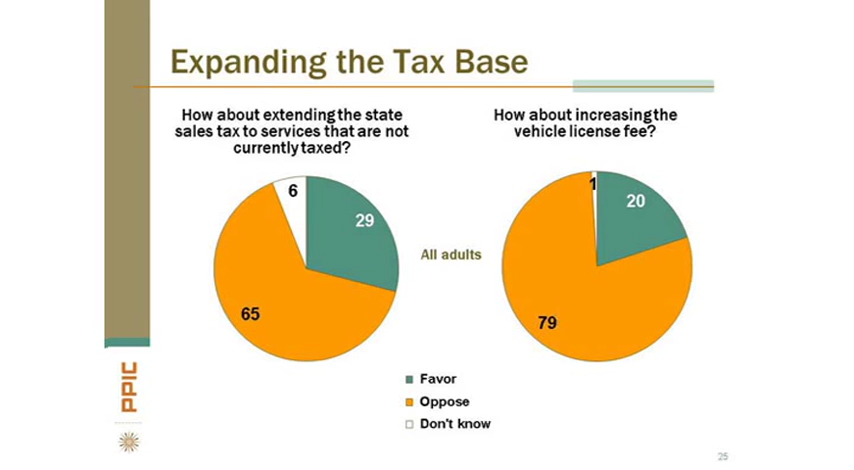 Expanding the Tax Base
How about extending the state
sales tax to services that are not
currently taxed?
6
29
65
How about increasing the
vehicle license fee?
1
20
79
All adults
Favor
Oppose
Don't know
PPIC
25